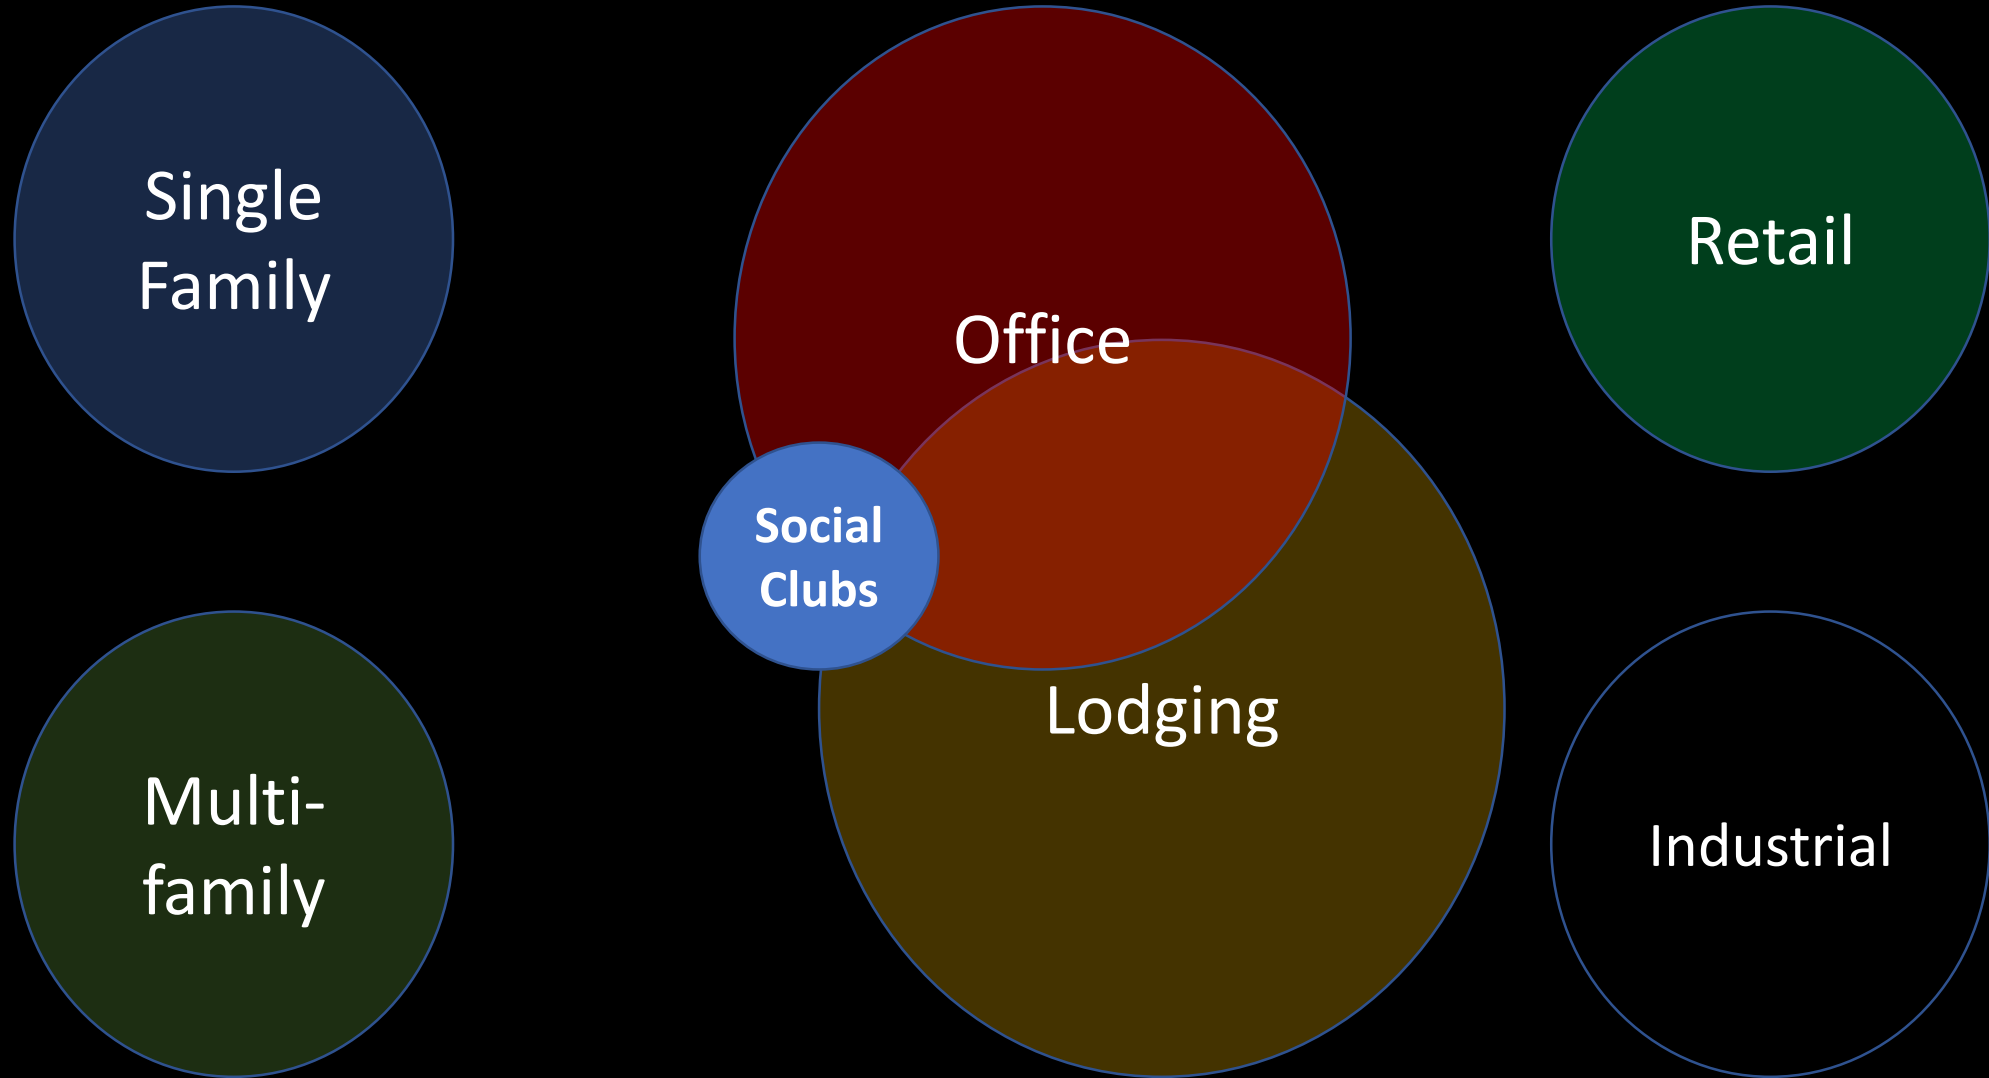 Single
Family
Office
Retail
Social
Clubs
Lodging
Multi-
family
Industrial